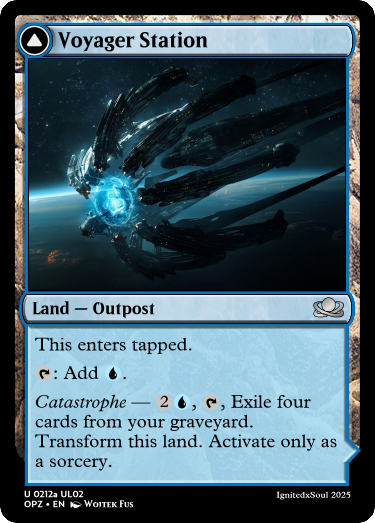 Voyager Station
Land — Outpost
This enters tapped.
: Add .
Catastrophe — 2 , , Exile four
cards from your graveyard.
Transform this land. Activate only as
a sorcery.
U 0212a UL02
OPZ • EN Wojtek Fus
IgnitedxSoul 2025